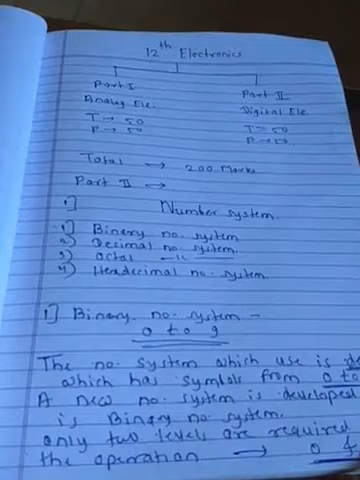 12th Electronics
Part I Part II
Analog Ele. Digital Ele.
T → 50 T = 50
P → 50 P → 50
Total → 200 Marks
Part II →
1] Number system.
1) Binary no. system
2) Decimal no. system
3) Octal —11—
4) Hexadecimal no. system
1] Binary no. system -
0 to 9
The no. system which use is
which has symbols from 0 to
A new no. system is developed
is Binary no. system.
only two levels are required
the operation → 0